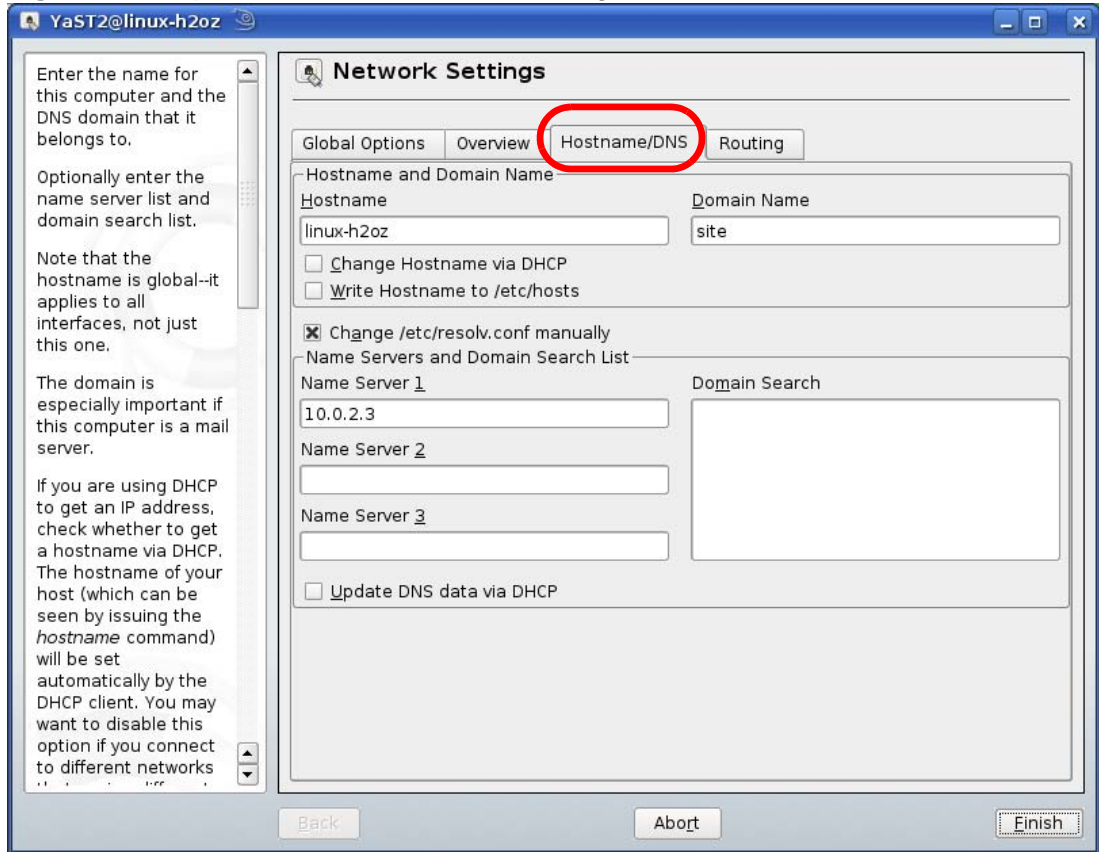 YaST2@linux-h2oz
Enter the name for
this computer and the
DNS domain that it
belongs to.
Optionally enter the
name server list and
domain search list.
Note that the
hostname is global--it
applies to all
interfaces, not just
this one.
The domain is
especially important if
this computer is a mail
server.
If you are using DHCP
to get an IP address,
check whether to get
a hostname via DHCP.
The hostname of your
host (which can be
seen by issuing the
hostname command)
will be set
automatically by the
DHCP client. You may
want to disable this
option if you connect
to different networks
Network Settings
Global Options Overview Hostname/DNS Routing
Hostname and Domain Name
Hostname Domain Name
linux-h2oz site
Change Hostname via DHCP
Write Hostname to /etc/hosts
Change /etc/resolv.conf manually
Name Servers and Domain Search List
Name Server 1 Domain Search
10.0.2.3
Name Server 2
Name Server 3
Update DNS data via DHCP
Back Abort Finish